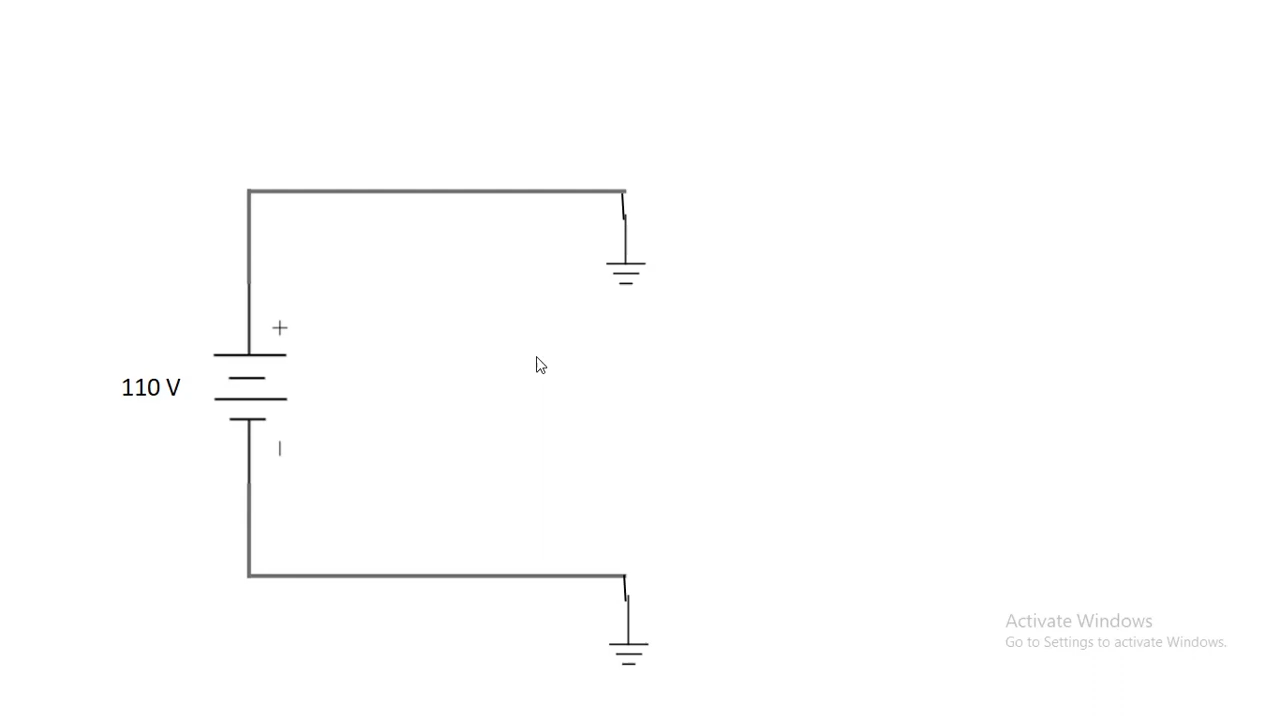 +
110 V
|
Activate Windows
Go to Settings to activate Windows.